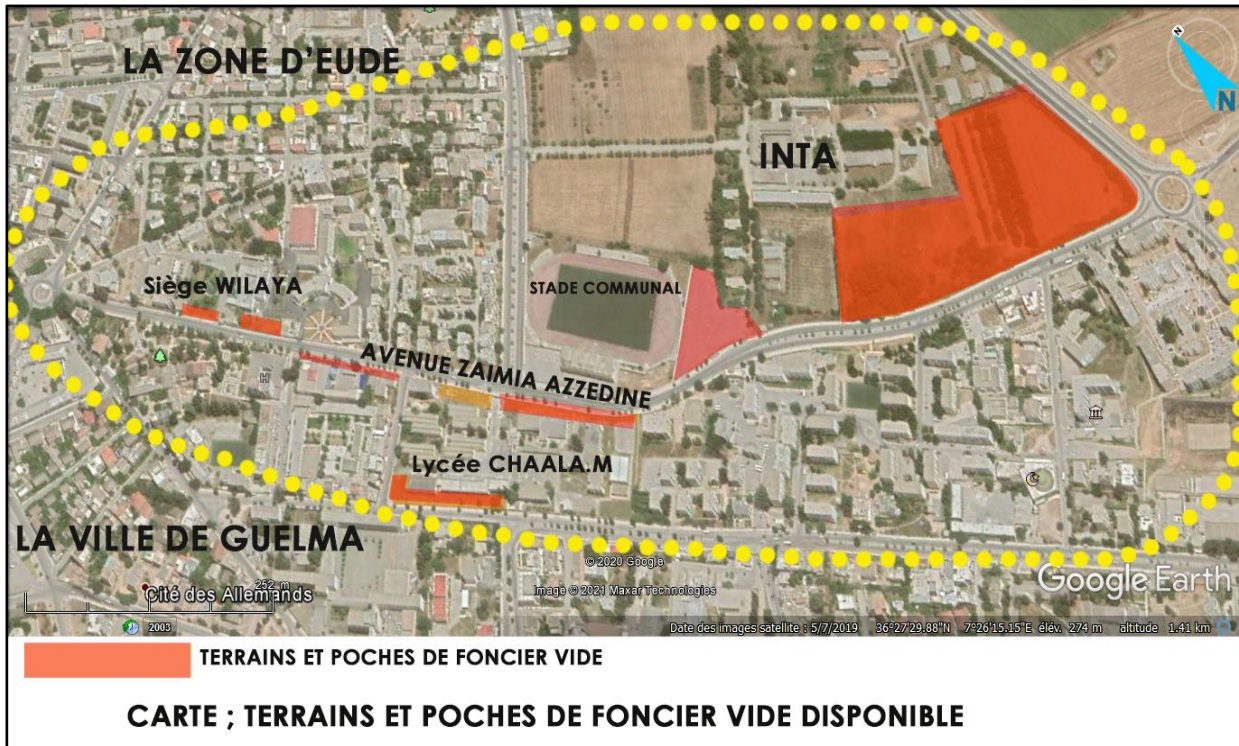 LA ZONE D'EUDE
N
N
INTA
Siège WILAYA
STADE COMMUNAL
AVENUE ZAIMIA AZZEDINE
H
Lycée CHAALA.M
LA VILLE DE GUELMA
© 2020 Google
Image © 2021 Maxar Technologies
Google Earth
252 m
Cité des Allemands
2003
Date des images satellite : 5/7/2019 36°27'29.88"N 7°26'15.15"E élév. 274 m altitude 1.41 km
TERRAINS ET POCHES DE FONCIER VIDE
CARTE ; TERRAINS ET POCHES DE FONCIER VIDE DISPONIBLE